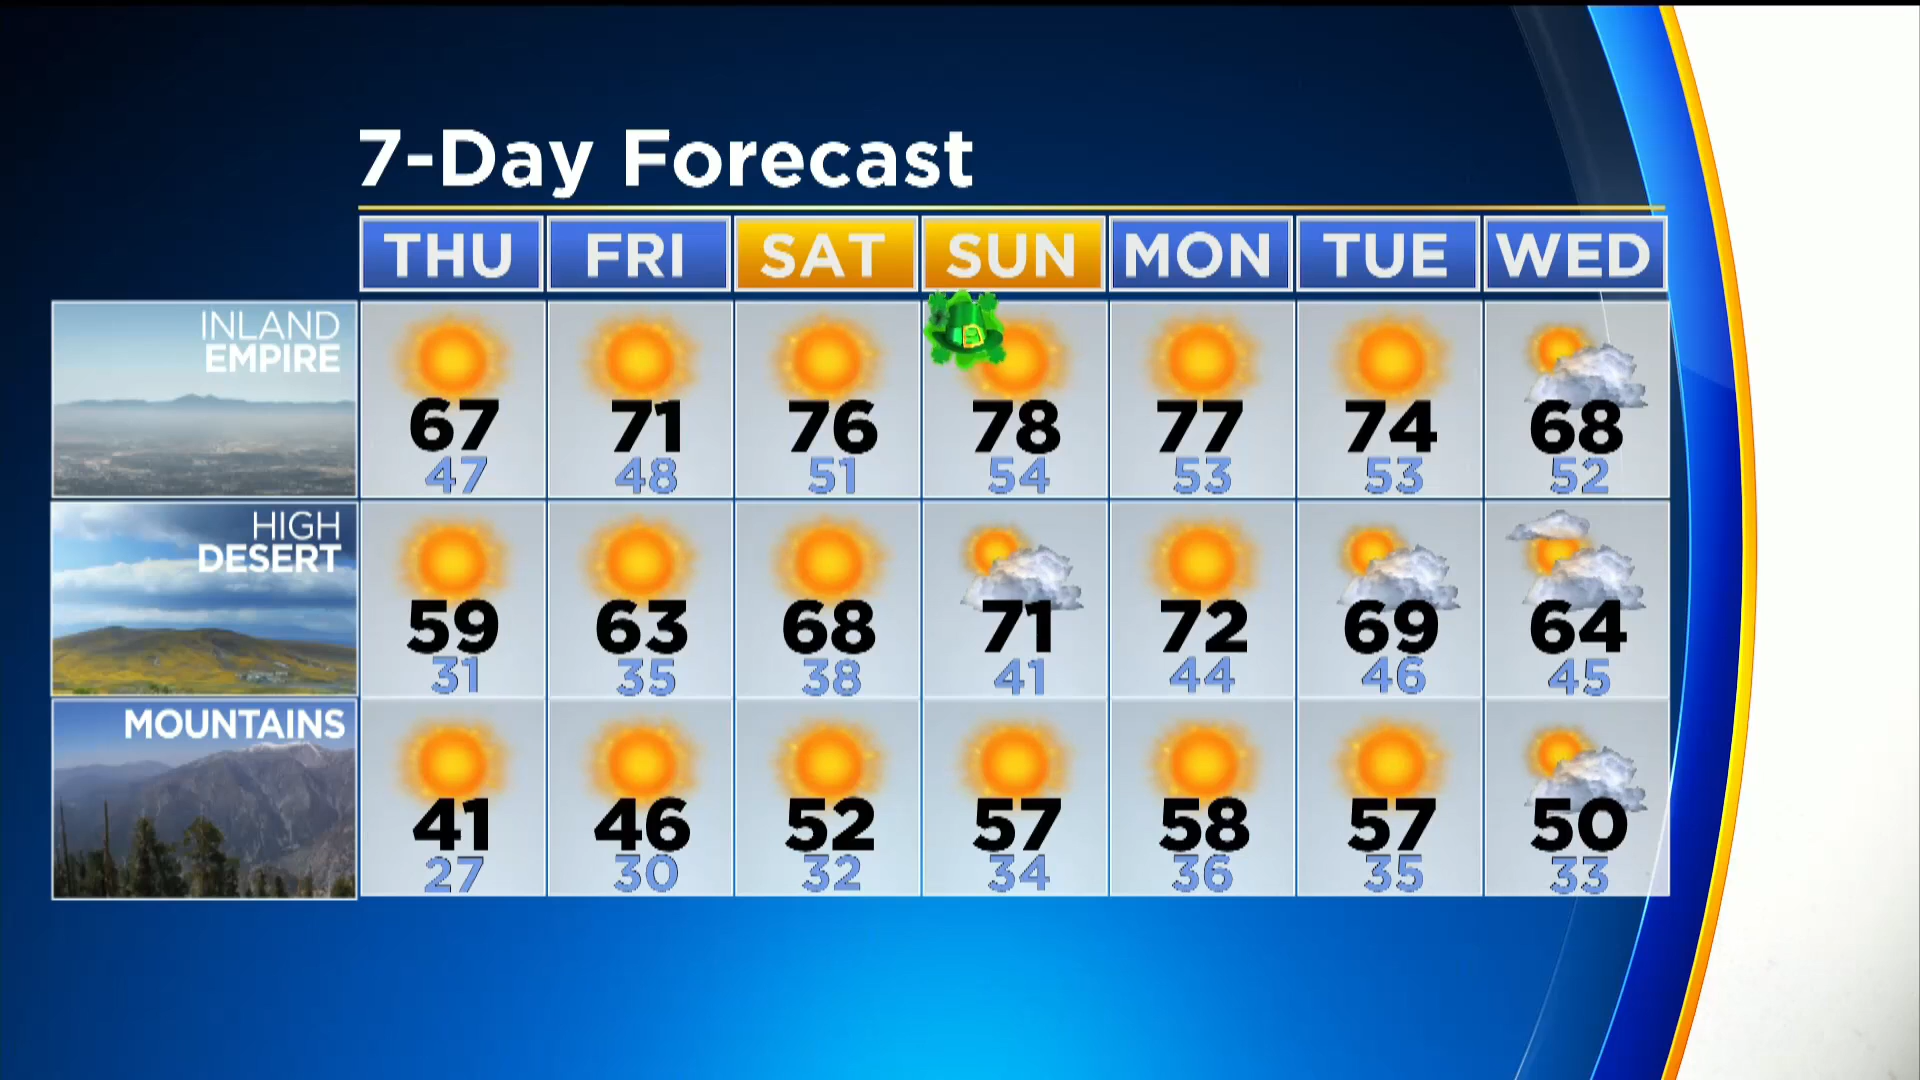 7-Day Forecast
THU FRI SAT SUN MON TUE WED
INLAND
EMPIRE
67 71 76 78 77 74 68
47 48 51 54 53 53 52
HIGH
DESERT
59 63 68 71 72 69 64
31 35 38 41 44 46 45
MOUNTAINS
41 46 52 57 58 57 50
27 30 32 34 36 35 33